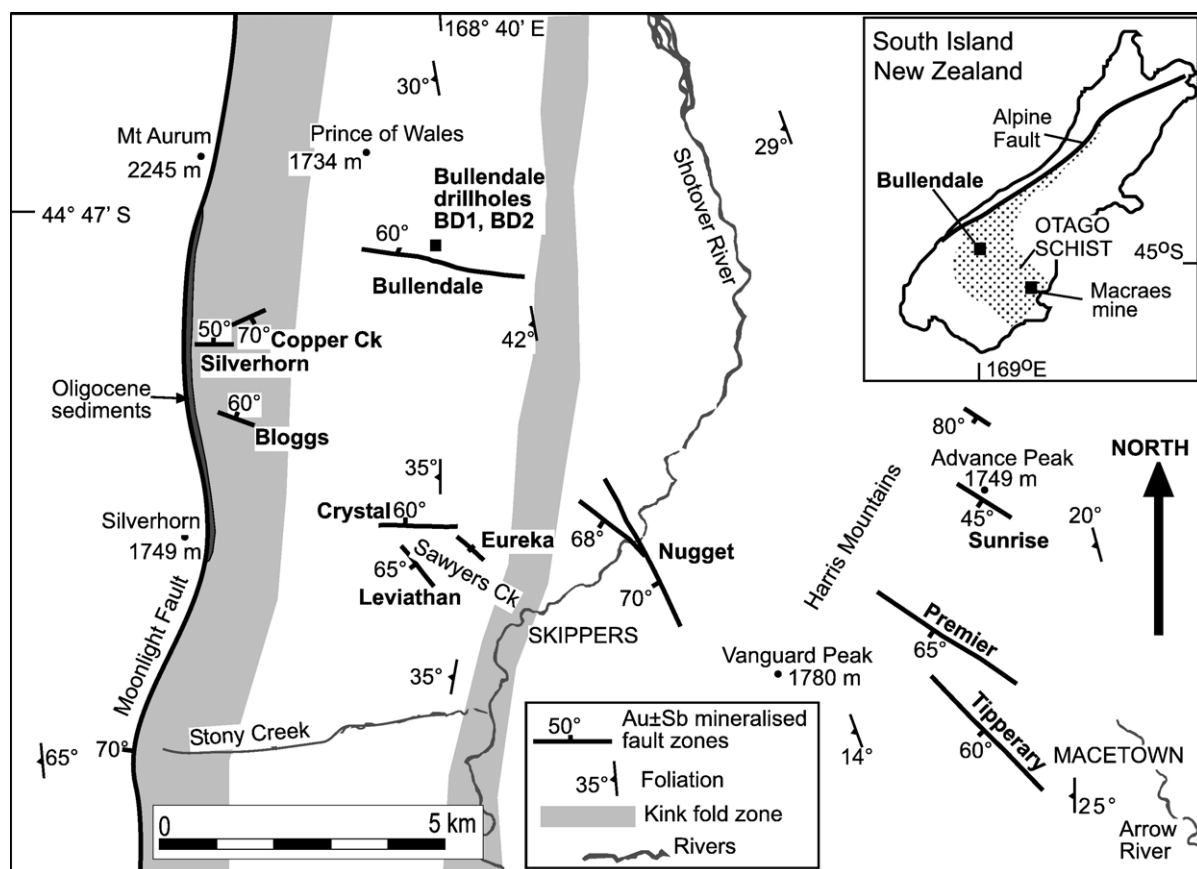 168° 40' E
30°
Mt Aurum
2245 m
Prince of Wales
1734 m
29°
44° 47' S
Bullendale
drillholes
BD1, BD2
60°
Bullendale
Shotover River
50°
70°
Copper Ck
Silverhorn
42°
Oligocene
sediments
60°
Bloggs
35°
Crystal
60°
Eureka
Silverhorn
1749 m
Sawyers Ck
65°
Leviathan
68°
Nugget
70°
SKIPPERS
Moonlight Fault
35°
Stony Creek
70°
65°
0
5 km
South Island
New Zealand
Alpine
Fault
Bullendale
OTAGO
SCHIST
45°S
Macraes
mine
169°E
80°
Advance Peak
1749 m
NORTH
45°
Sunrise
20°
Harris Mountains
Premier
65°
Vanguard Peak
1780 m
14°
Tipperary
60°
MACETOWN
25°
Arrow
River
50°
Au±Sb mineralised
fault zones
35°
Foliation
Kink fold zone
Rivers